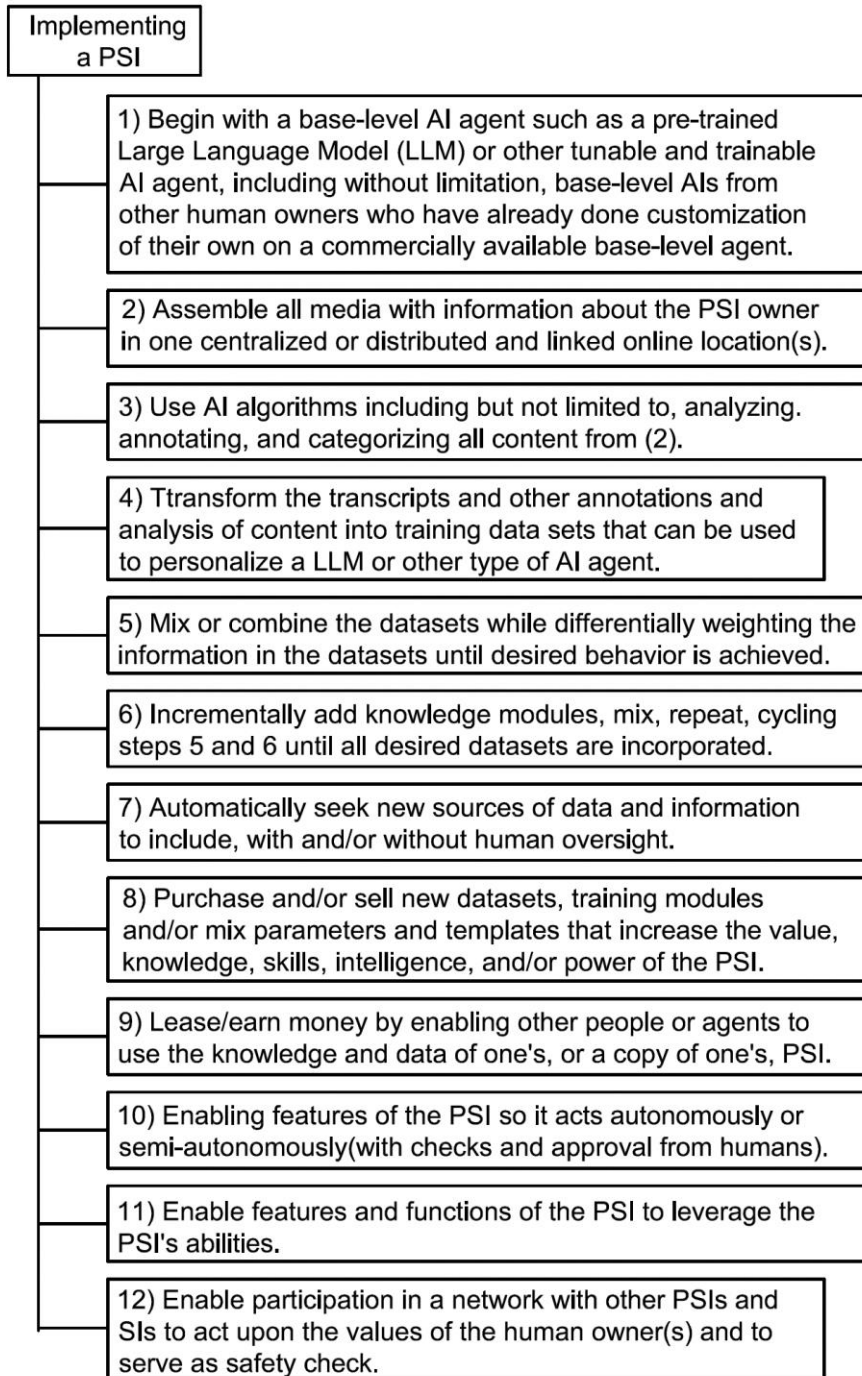 Implementing
a PSI
1) Begin with a base-level AI agent such as a pre-trained
Large Language Model (LLM) or other tunable and trainable
AI agent, including without limitation, base-level AIs from
other human owners who have already done customization
of their own on a commercially available base-level agent.
2) Assemble all media with information about the PSI owner
in one centralized or distributed and linked online location(s).
3) Use AI algorithms including but not limited to, analyzing.
annotating, and categorizing all content from (2).
4) Ttransform the transcripts and other annotations and
analysis of content into training data sets that can be used
to personalize a LLM or other type of AI agent.
5) Mix or combine the datasets while differentially weighting the
information in the datasets until desired behavior is achieved.
6) Incrementally add knowledge modules, mix, repeat, cycling
steps 5 and 6 until all desired datasets are incorporated.
7) Automatically seek new sources of data and information
to include, with and/or without human oversight.
8) Purchase and/or sell new datasets, training modules
and/or mix parameters and templates that increase the value,
knowledge, skills, intelligence, and/or power of the PSI.
9) Lease/earn money by enabling other people or agents to
use the knowledge and data of one's, or a copy of one's, PSI.
10) Enabling features of the PSI so it acts autonomously or
semi-autonomously(with checks and approval from humans).
11) Enable features and functions of the PSI to leverage the
PSI's abilities.
12) Enable participation in a network with other PSIs and
SIs to act upon the values of the human owner(s) and to
serve as safety check.